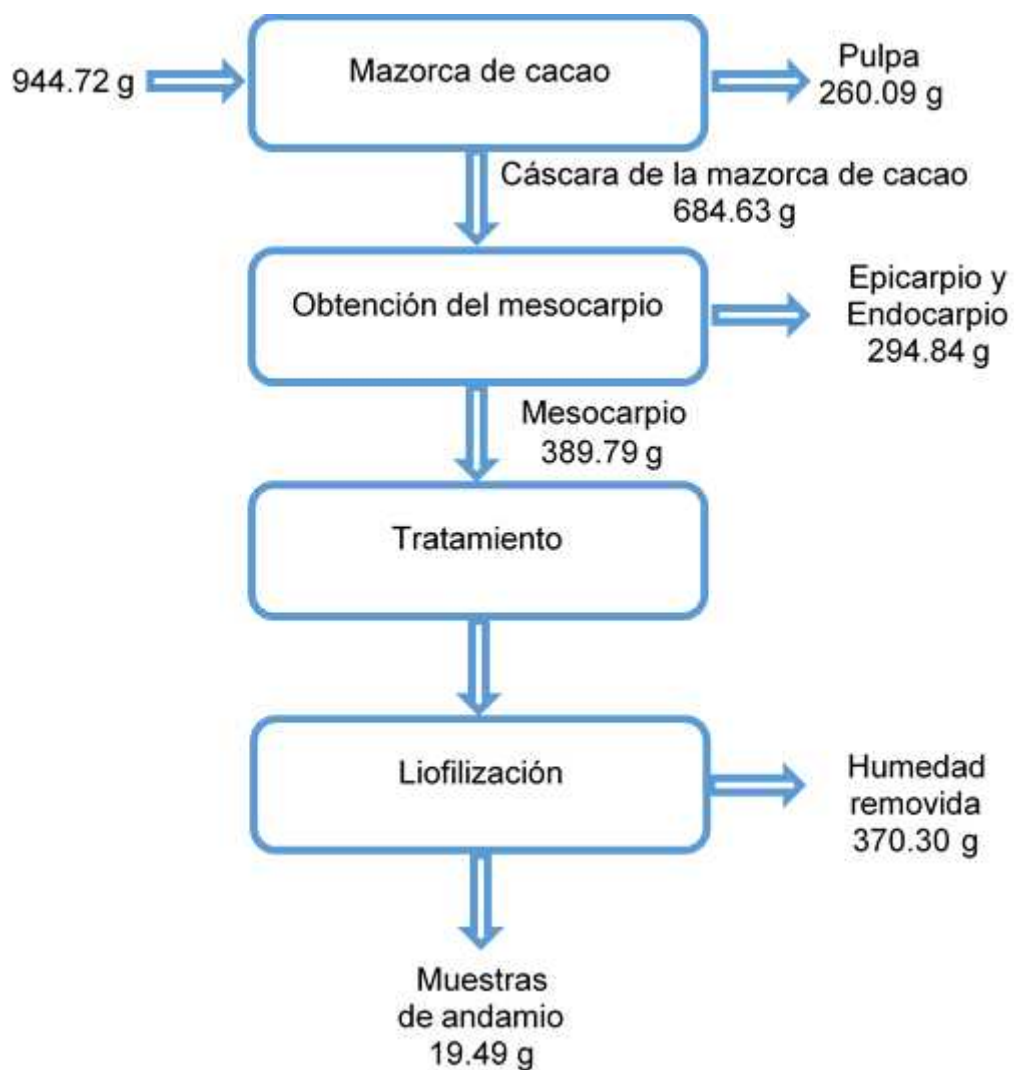 944.72 g
Mazorca de cacao
Pulpa
260.09 g
Cáscara de la mazorca de cacao
684.63 g
Obtención del mesocarpio
Epicarpio y
Endocarpio
294.84 g
Mesocarpio
389.79 g
Tratamiento
Liofilización
Humedad
removida
370.30 g
Muestras
de andamio
19.49 g